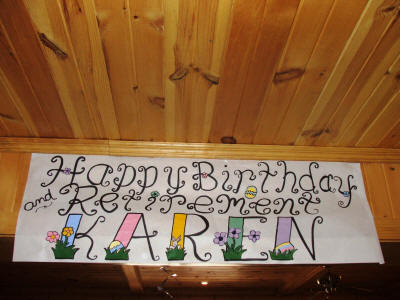 Happy Birthday
and Retirement
KAREN